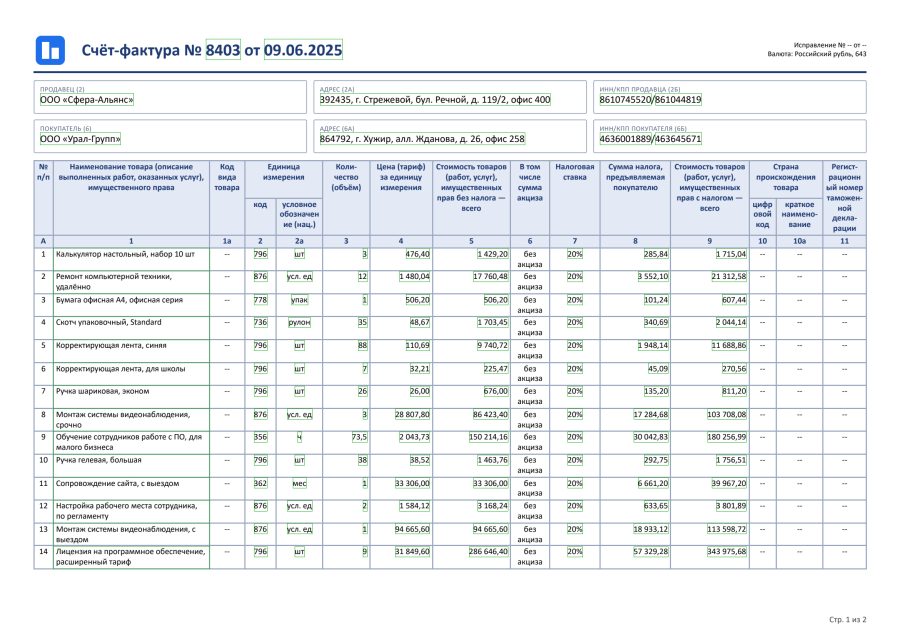 Счёт-фактура № 8403 от 09.06.2025
Исправление № -- от --
Валюта: Российский рубль, 643
ПРОДАВЕЦ (2)
ООО «Сфера-Альянс»
АДРЕС (2А)
392435, г. Стрежевой, бул. Речной, д. 119/2, офис 400
ИНН/КПП ПРОДАВЦА (2Б)
8610745520/861044819
ПОКУПАТЕЛЬ (6)
ООО «Урал-Групп»
АДРЕС (6А)
864792, г. Хужир, алл. Жданова, д. 26, офис 258
ИНН/КПП ПОКУПАТЕЛЯ (6Б)
4636001889/463645671
№ п/п | Наименование товара (описание выполненных работ, оказанных услуг), имущественного права | Код вида товара | Единица измерения | Коли-чество (объём) | Цена (тариф) за единицу измерения | Стоимость товаров (работ, услуг), имущественных прав без налога — всего | В том числе сумма акциза | Налоговая ставка | Сумма налога, предъявляемая покупателю | Стоимость товаров (работ, услуг), имущественных прав с налогом — всего | Страна происхождения товара | Регист-рационный номер таможен-ной декла-рации
код | условное обозначение (нац.) | цифровой код | краткое наимено-вание
А | 1 | 1а | 2 | 2а | 3 | 4 | 5 | 6 | 7 | 8 | 9 | 10 | 10а | 11
1 | Калькулятор настольный, набор 10 шт | -- | 796 | шт | 3 | 476,40 | 1 429,20 | без акциза | 20% | 285,84 | 1 715,04 | -- | -- | --
2 | Ремонт компьютерной техники, удалённо | -- | 876 | усл. ед | 12 | 1 480,04 | 17 760,48 | без акциза | 20% | 3 552,10 | 21 312,58 | -- | -- | --
3 | Бумага офисная А4, офисная серия | -- | 778 | упак | 1 | 506,20 | 506,20 | без акциза | 20% | 101,24 | 607,44 | -- | -- | --
4 | Скотч упаковочный, Standard | -- | 736 | рулон | 35 | 48,67 | 1 703,45 | без акциза | 20% | 340,69 | 2 044,14 | -- | -- | --
5 | Корректирующая лента, синяя | -- | 796 | шт | 88 | 110,69 | 9 740,72 | без акциза | 20% | 1 948,14 | 11 688,86 | -- | -- | --
6 | Корректирующая лента, для школы | -- | 796 | шт | 7 | 32,21 | 225,47 | без акциза | 20% | 45,09 | 270,56 | -- | -- | --
7 | Ручка шариковая, эконом | -- | 796 | шт | 26 | 26,00 | 676,00 | без акциза | 20% | 135,20 | 811,20 | -- | -- | --
8 | Монтаж системы видеонаблюдения, срочно | -- | 876 | усл. ед | 3 | 28 807,80 | 86 423,40 | без акциза | 20% | 17 284,68 | 103 708,08 | -- | -- | --
9 | Обучение сотрудников работе с ПО, для малого бизнеса | -- | 356 | ч | 73,5 | 2 043,73 | 150 214,16 | без акциза | 20% | 30 042,83 | 180 256,99 | -- | -- | --
10 | Ручка гелевая, большая | -- | 796 | шт | 38 | 38,52 | 1 463,76 | без акциза | 20% | 292,75 | 1 756,51 | -- | -- | --
11 | Сопровождение сайта, с выездом | -- | 362 | мес | 1 | 33 306,00 | 33 306,00 | без акциза | 20% | 6 661,20 | 39 967,20 | -- | -- | --
12 | Настройка рабочего места сотрудника, по регламенту | -- | 876 | усл. ед | 2 | 1 584,12 | 3 168,24 | без акциза | 20% | 633,65 | 3 801,89 | -- | -- | --
13 | Монтаж системы видеонаблюдения, с выездом | -- | 876 | усл. ед | 1 | 94 665,60 | 94 665,60 | без акциза | 20% | 18 933,12 | 113 598,72 | -- | -- | --
14 | Лицензия на программное обеспечение, расширенный тариф | -- | 796 | шт | 9 | 31 849,60 | 286 646,40 | без акциза | 20% | 57 329,28 | 343 975,68 | -- | -- | --
Стр. 1 из 2